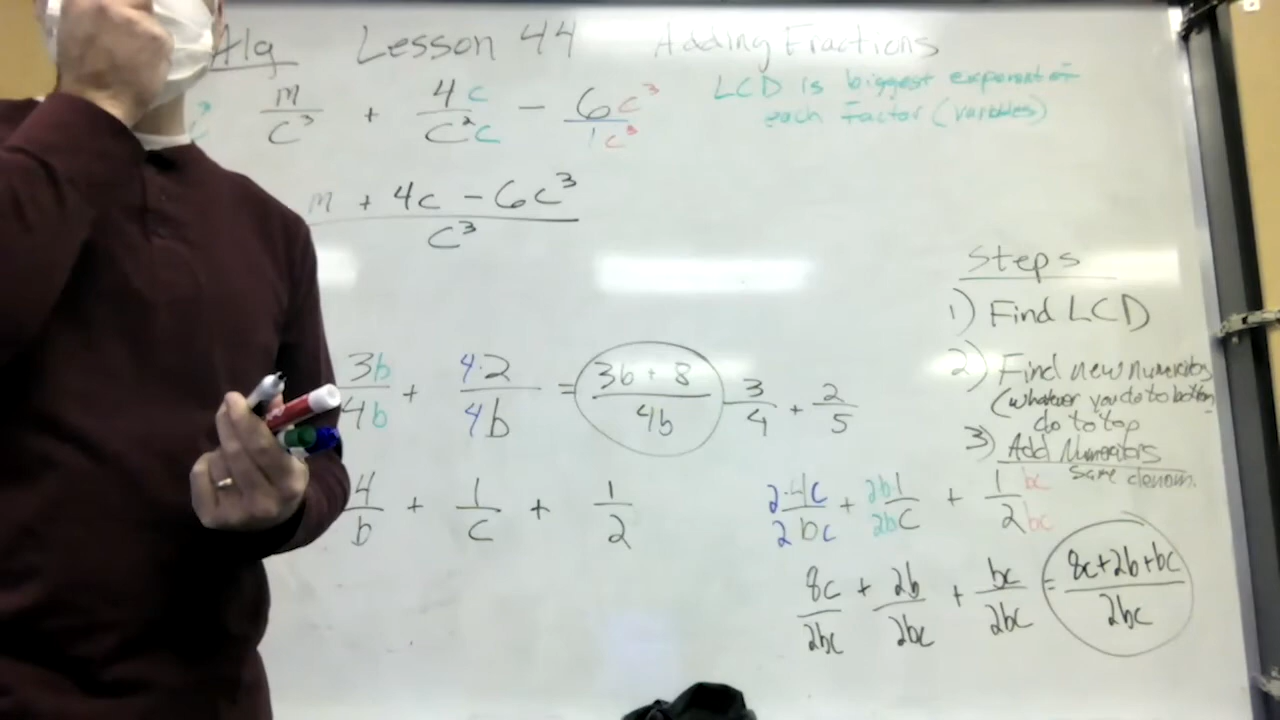 Alg Lesson 44 Adding Fractions
LCD is biggest exponent of
each Factor (variables)
m/c³ + 4c/c²c - 6c³/1c³
m + 4c - 6c³/c³
Steps
1) Find LCD
2) Find new numerators
(whatever you do to bottom
do to top
3) Add Numerators
same denom.
3b/4b + 4·2/4b = 3b + 8/4b
3/4 + 2/5
4/b + 1/c + 1/2
2·4c/2bc + 2b1/2bc + 1bc/2bc
8c/2bc + 2b/2bc + bc/2bc = 8c+2b+bc/2bc